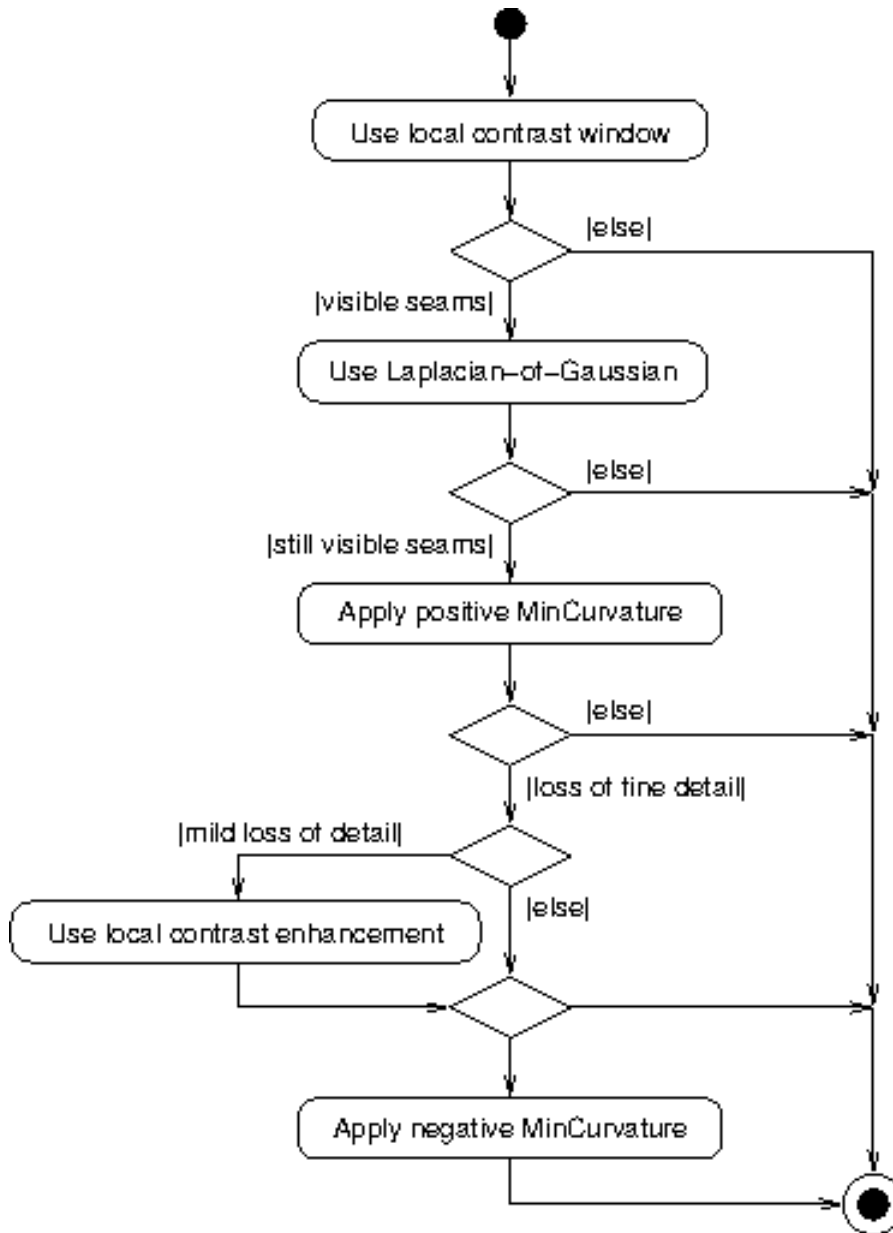 Use local contrast window
|else|
|visible seams|
Use Laplacian-of-Gaussian
|else|
|still visible seams|
Apply positive MinCurvature
|else|
|loss of fine detail|
|mild loss of detail|
|else|
Use local contrast enhancement
Apply negative MinCurvature